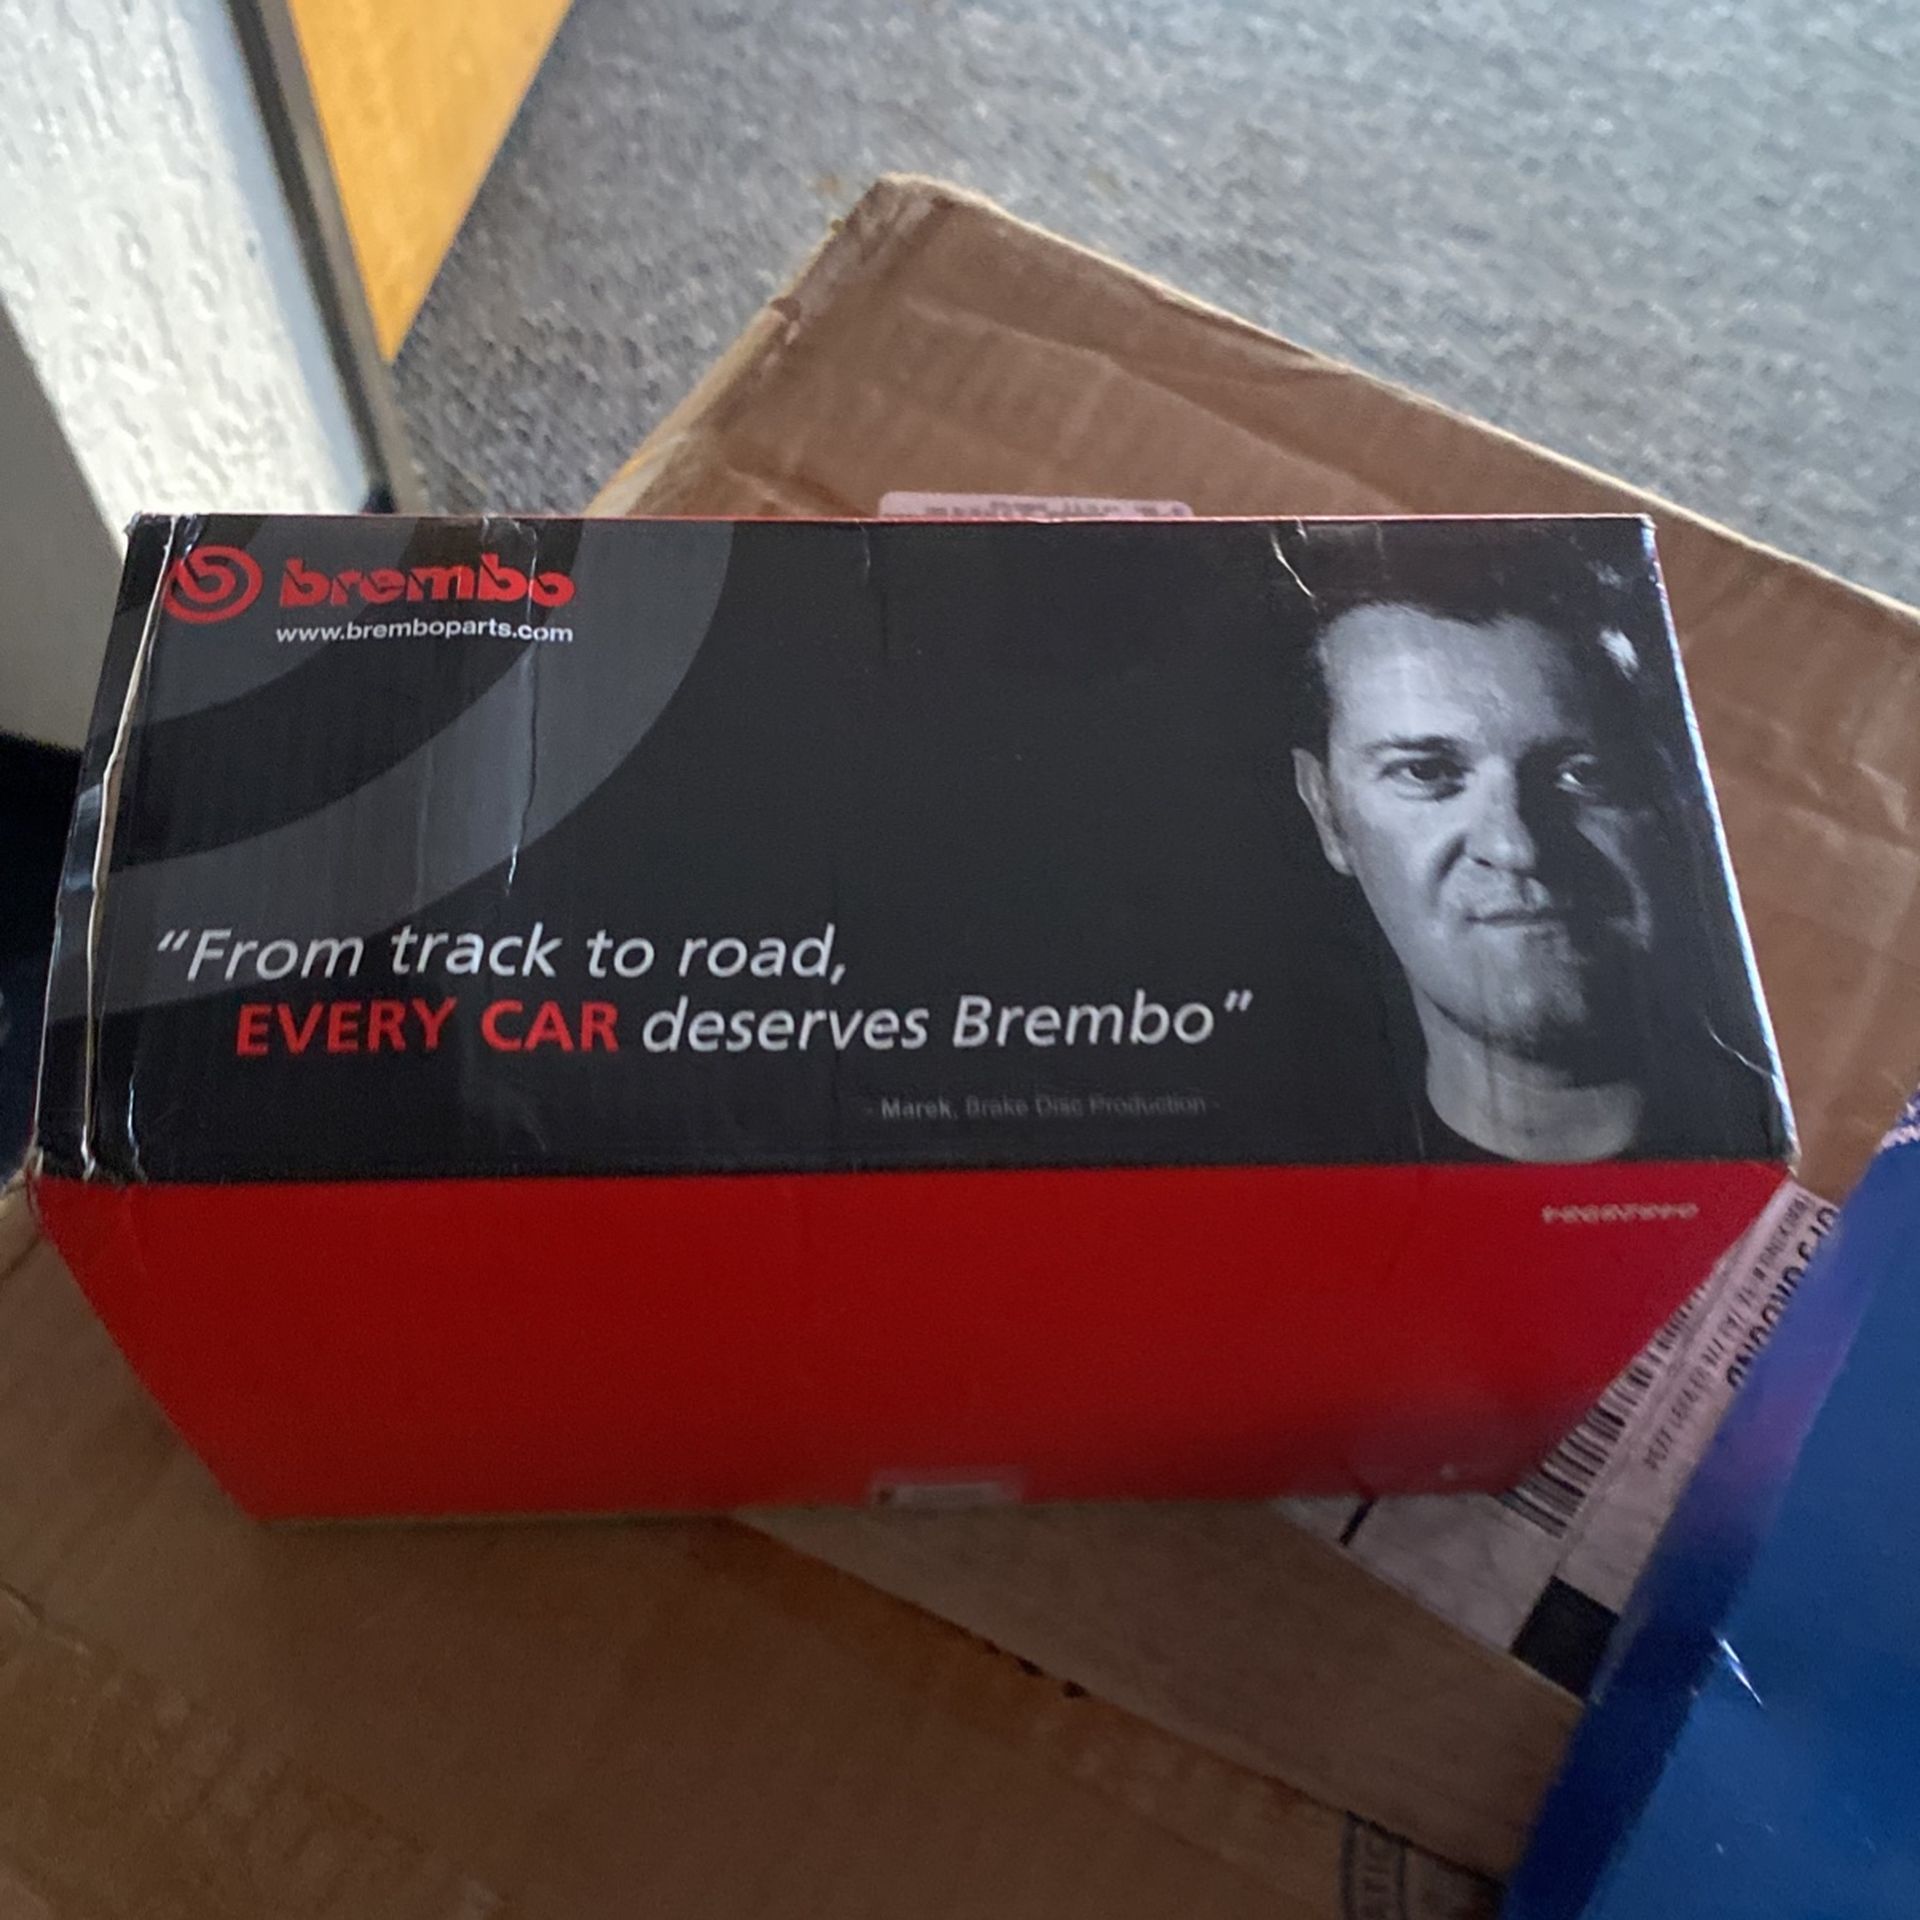 brembo
www.bremboparts.com
“From track to road,
EVERY CAR deserves Brembo”
- Marek, Brake Disc Production -